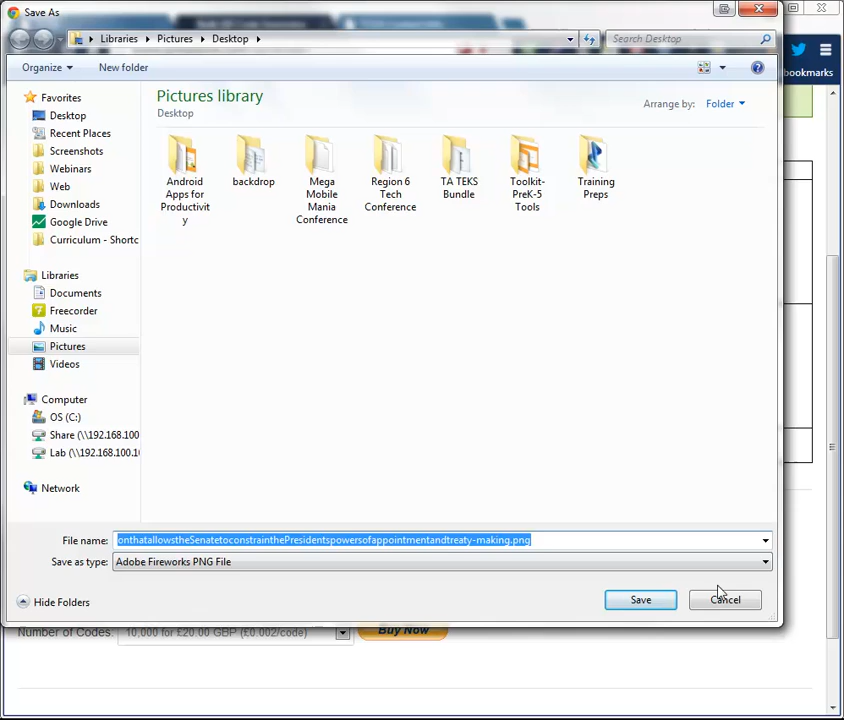 Save As
Libraries
Pictures
Desktop
Search Desktop
Organize
New folder
bookmarks
Favorites
Desktop
Recent Places
Screenshots
Webinars
Web
Downloads
Google Drive
Curriculum - Shortc
Libraries
Documents
Freecorder
Music
Pictures
Videos
Computer
OS (C:)
Share (\\192.168.100
Lab (\\192.168.100.1
Network
Pictures library
Desktop
Arrange by:
Folder
Android
Apps for
Productivit
y
backdrop
Mega
Mobile
Mania
Conference
Region 6
Tech
Conference
TA TEKS
Bundle
Toolkit-
PreK-5
Tools
Training
Preps
File name:
onthatallowstheSenatetoconstrainthePresidentspowersofappointmentandtreaty-making.png
Save as type:
Adobe Fireworks PNG File
Hide Folders
Save
Cancel
Number of Codes:
10,000 for £20.00 GBP (£0.002/code)
Buy Now